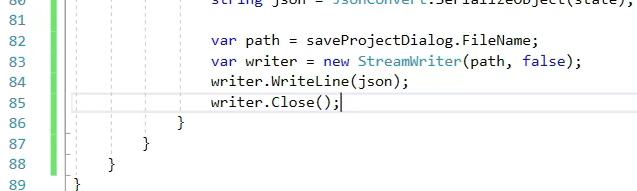 80 string json = JsonConvert.SerializeObject(state);
81
82 var path = saveProjectDialog.FileName;
83 var writer = new StreamWriter(path, false);
84 writer.WriteLine(json);
85 writer.Close();
86 }
87 }
88 }
89 }